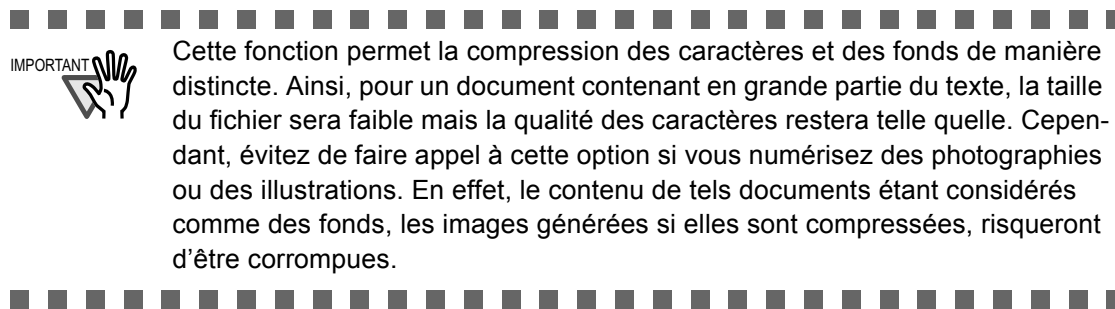 IMPORTANT
Cette fonction permet la compression des caractères et des fonds de manière
distincte. Ainsi, pour un document contenant en grande partie du texte, la taille
du fichier sera faible mais la qualité des caractères restera telle quelle. Cepen-
dant, évitez de faire appel à cette option si vous numérisez des photographies
ou des illustrations. En effet, le contenu de tels documents étant considérés
comme des fonds, les images générées si elles sont compressées, risqueront
d'être corrompues.